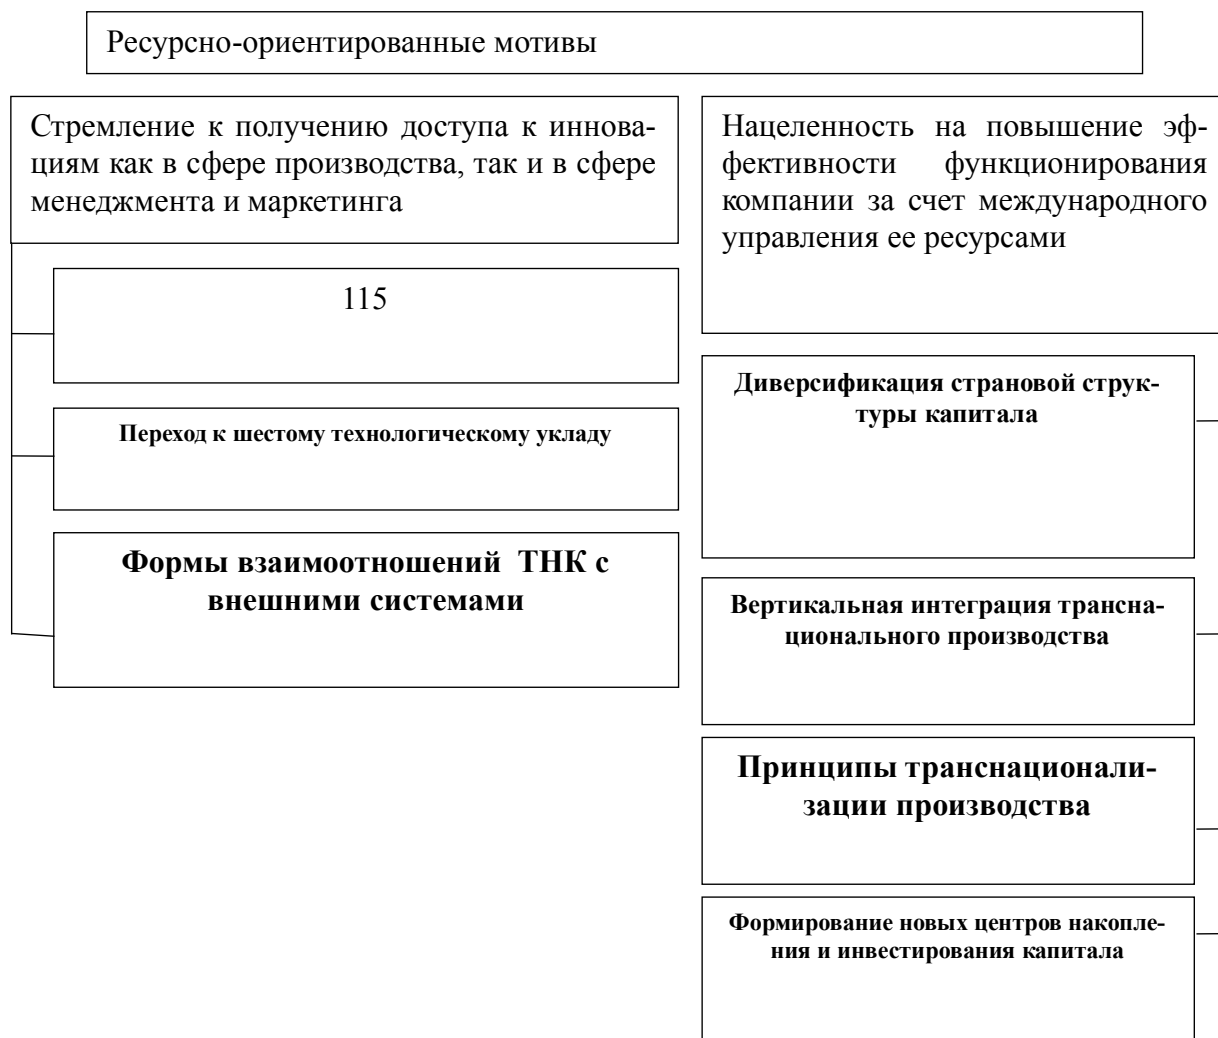 Ресурсно-ориентированные мотивы
Стремление к получению доступа к иннова-
циям как в сфере производства, так и в сфере
менеджмента и маркетинга
115
Переход к шестому технологическому укладу
Формы взаимоотношений ТНК с
внешними системами
Нацеленность на повышение эф-
фективности функционирования
компании за счет международного
управления ее ресурсами
Диверсификация страновой струк-
туры капитала
Вертикальная интеграция трансна-
ционального производства
Принципы транснационали-
зации производства
Формирование новых центров накопле-
ния и инвестирования капитала